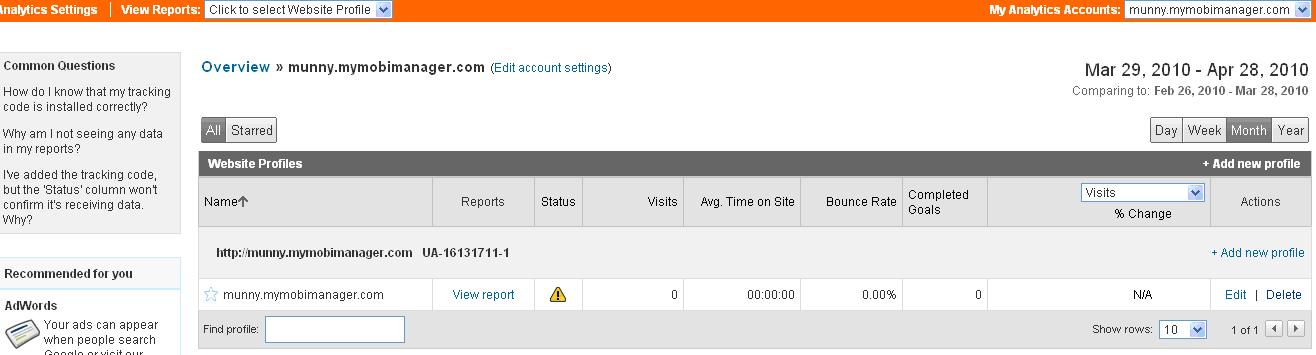 Analytics Settings View Reports: Click to select Website Profile My Analytics Accounts: munny.mymobimanager.com
Common Questions
How do I know that my tracking
code is installed correctly?
Why am I not seeing any data
in my reports?
I've added the tracking code,
but the 'Status' column won't
confirm it's receiving data.
Why?
Recommended for you
AdWords
Your ads can appear
when people search
Google or visit our
Overview » munny.mymobimanager.com (Edit account settings)
Mar 29, 2010 - Apr 28, 2010
Comparing to: Feb 26, 2010 - Mar 28, 2010
All Starred
Day Week Month Year
Website Profiles + Add new profile
Name Reports Status Visits Avg. Time on Site Bounce Rate Completed Goals Visits % Change Actions
http://munny.mymobimanager.com UA-16131711-1 + Add new profile
munny.mymobimanager.com View report 0 00:00:00 0.00% 0 N/A Edit | Delete
Find profile: Show rows: 10 1 of 1